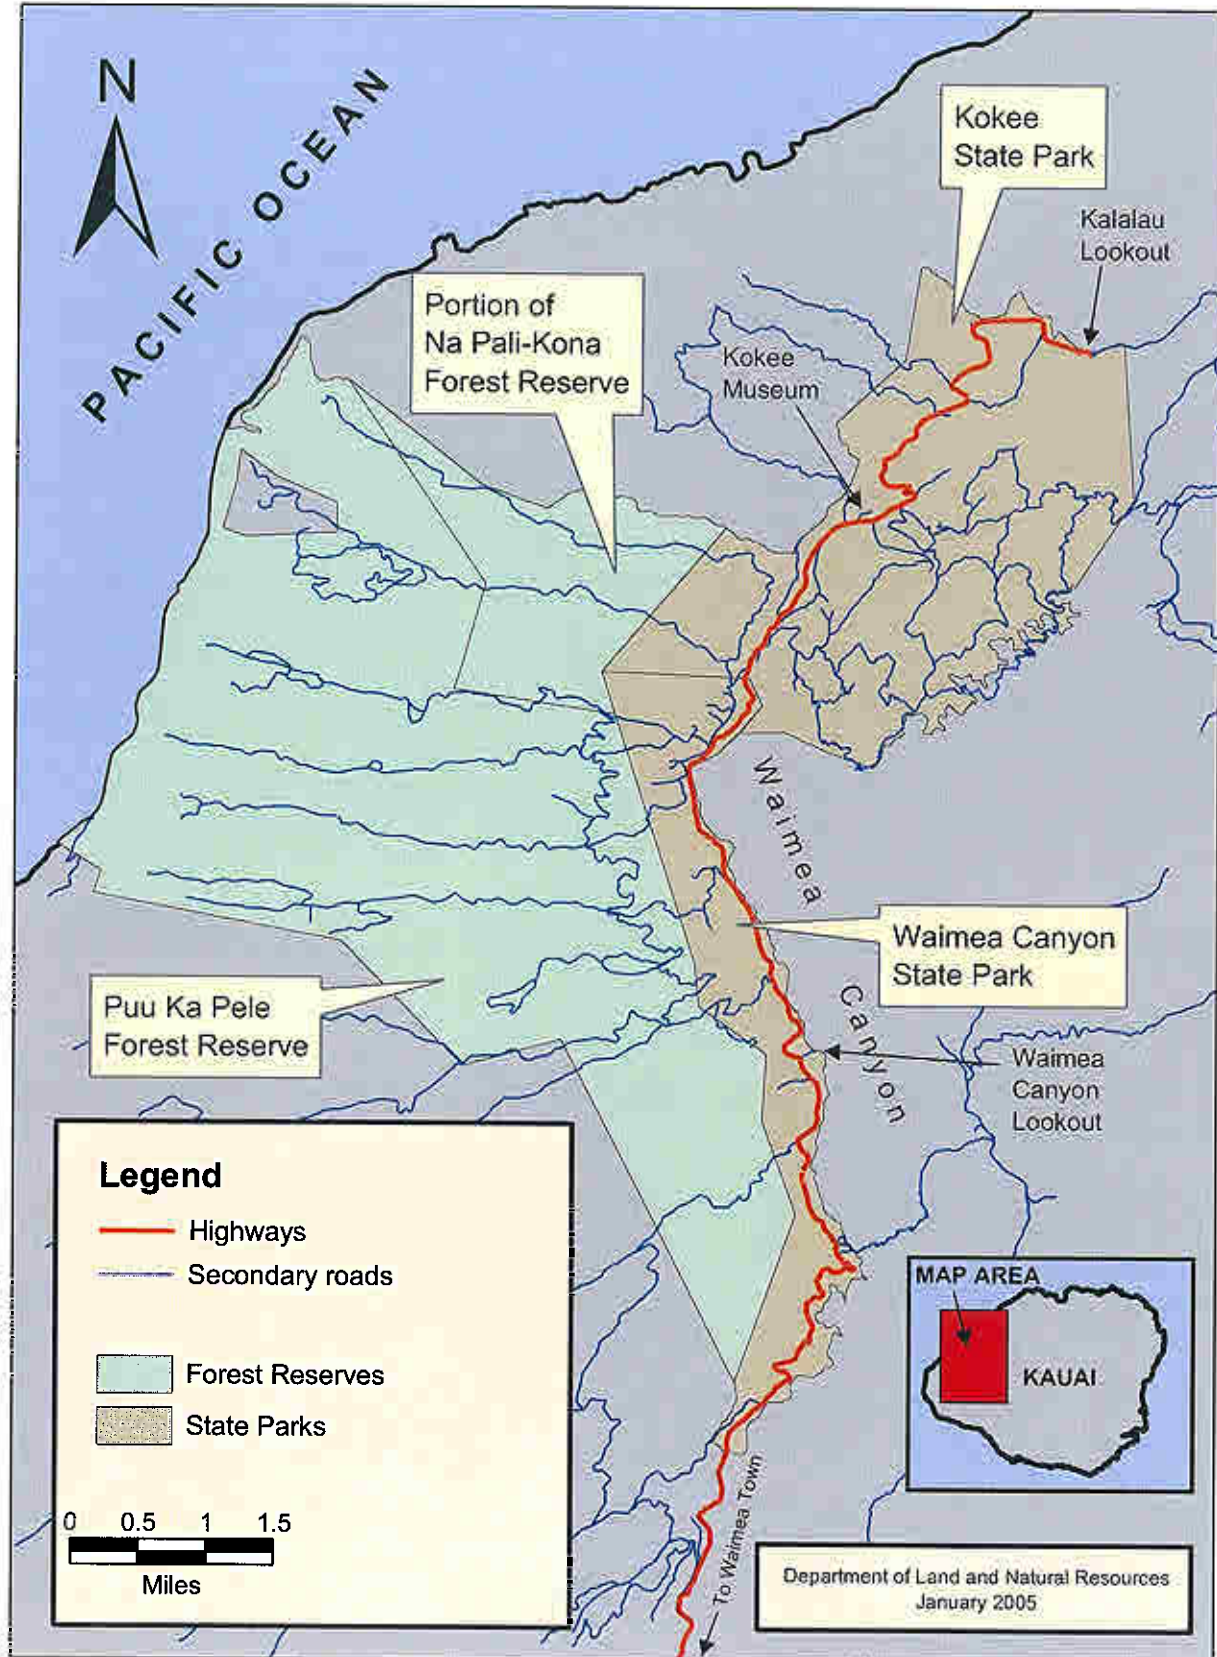 N
PACIFIC OCEAN
Kokee
State Park
Kalalau
Lookout
Portion of
Na Pali-Kona
Forest Reserve
Kokee
Museum
Waimea
Canyon
Waimea Canyon
State Park
Puu Ka Pele
Forest Reserve
Waimea
Canyon
Lookout
Legend
Highways
Secondary roads
Forest Reserves
State Parks
0 0.5 1 1.5
Miles
MAP AREA
KAUAI
To Waimea Town
Department of Land and Natural Resources
January 2005